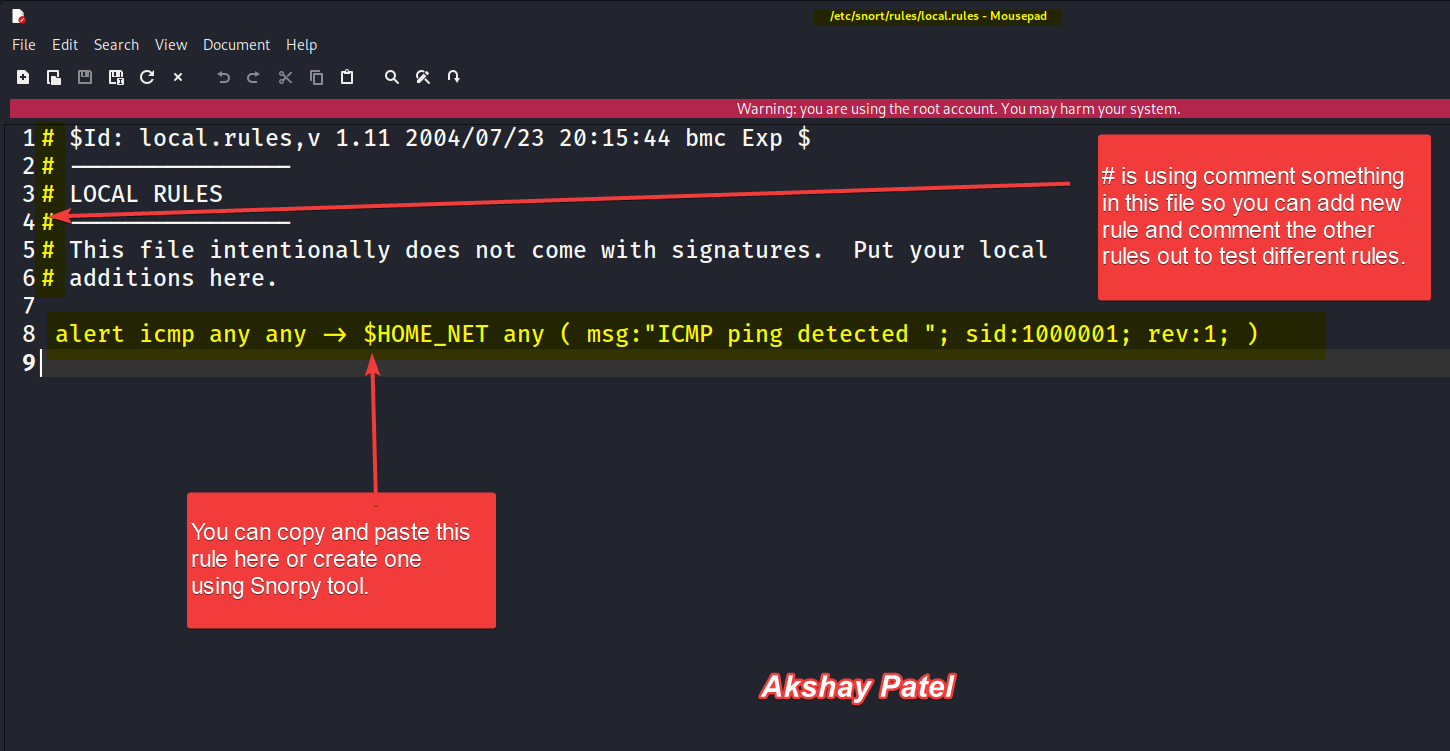 /etc/snort/rules/local.rules - Mousepad
File Edit Search View Document Help
Warning: you are using the root account. You may harm your system.
1 # $Id: local.rules,v 1.11 2004/07/23 20:15:44 bmc Exp $
2 # ----------------
3 # LOCAL RULES
4 # ----------------
5 # This file intentionally does not come with signatures.  Put your local
6 # additions here.
7
8 alert icmp any any -> $HOME_NET any ( msg:"ICMP ping detected "; sid:1000001; rev:1; )
9
# is using comment something
in this file so you can add new
rule and comment the other
rules out to test different rules.
You can copy and paste this
rule here or create one
using Snorpy tool.
Akshay Patel